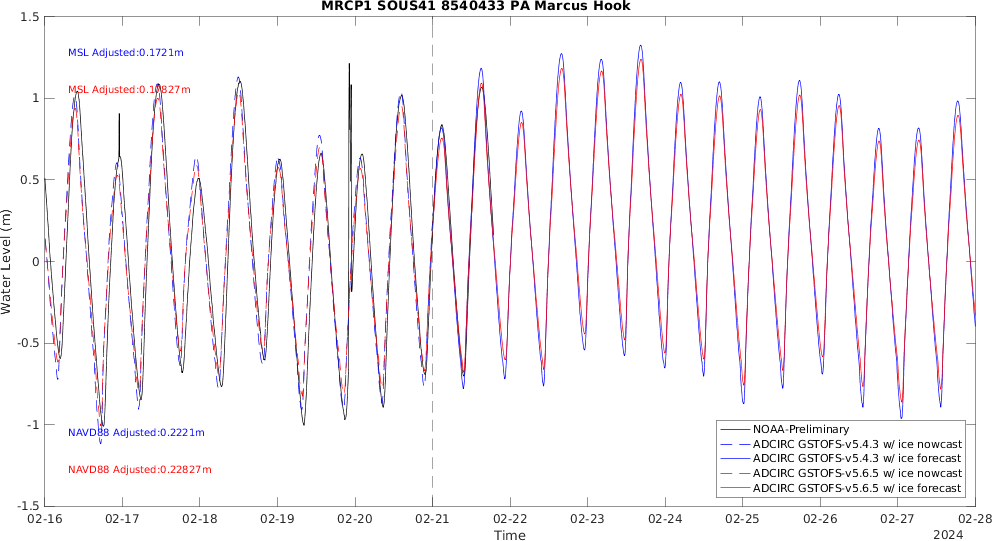 MRCP1 SOUS41 8540433 PA Marcus Hook
1.5
MSL Adjusted:0.1721m
MSL Adjusted:0.17827m
1
0.5
0
-0.5
-1
-1.5
Water Level (m)
NAVD88 Adjusted:0.2221m
NAVD88 Adjusted:0.22827m
NOAA-Preliminary
ADCIRC GSTOFS-v5.4.3 w/ ice nowcast
ADCIRC GSTOFS-v5.4.3 w/ ice forecast
ADCIRC GSTOFS-v5.6.5 w/ ice nowcast
ADCIRC GSTOFS-v5.6.5 w/ ice forecast
02-16 02-17 02-18 02-19 02-20 02-21 02-22 02-23 02-24 02-25 02-26 02-27 02-28
Time
2024